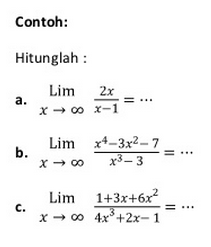 Contoh:
Hitunglah :
a. Lim x → ∞ 2x/x−1 = ⋯
b. Lim x → ∞ x⁴−3x²−7/x³−3 = ⋯
c. Lim x → ∞ 1+3x+6x²/4x³+2x−1 = ⋯